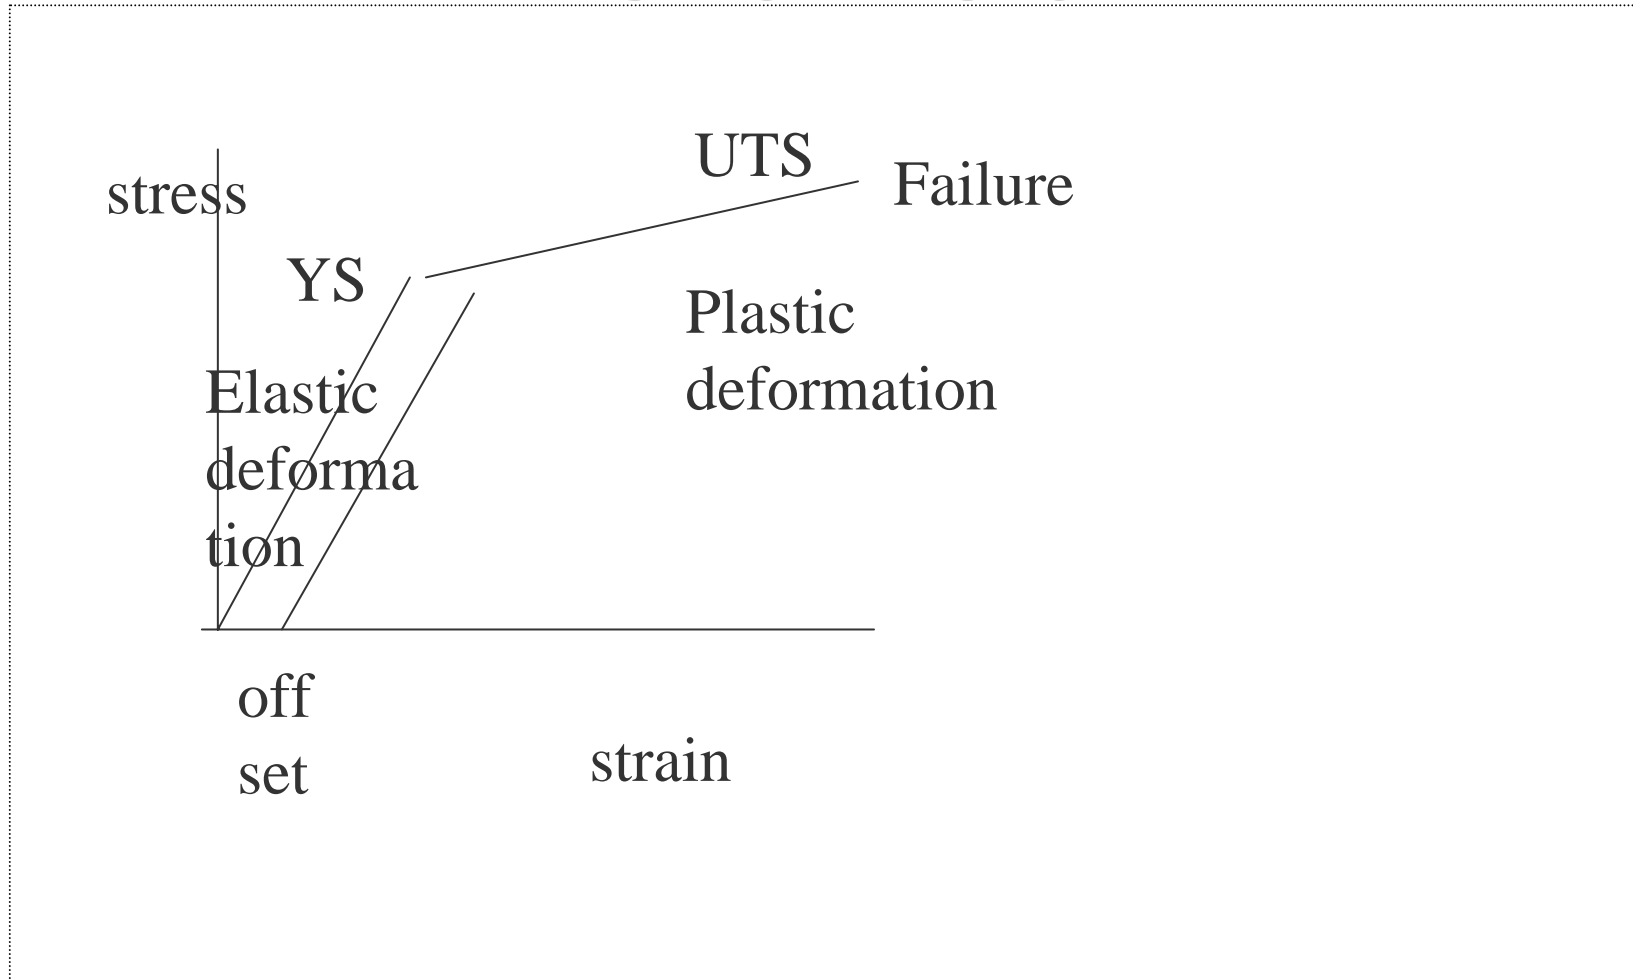 UTS
Failure
stress
YS
Plastic
deformation
Elastic
deforma
tion
off
set
strain